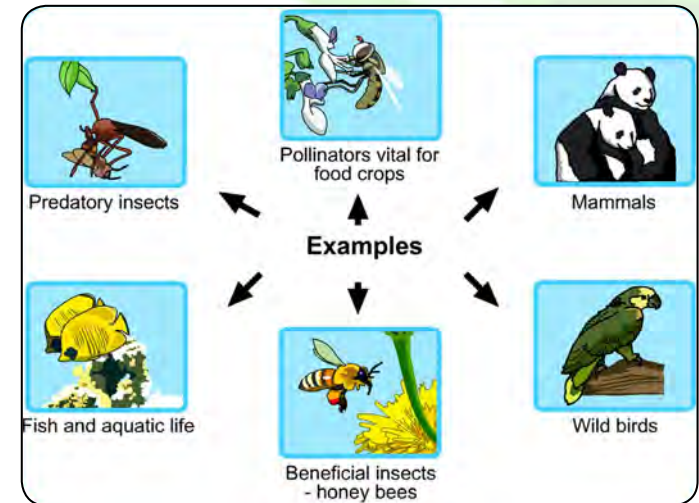 Pollinators vital for
food crops
Predatory insects
Mammals
Examples
Fish and aquatic life
Beneficial insects
- honey bees
Wild birds